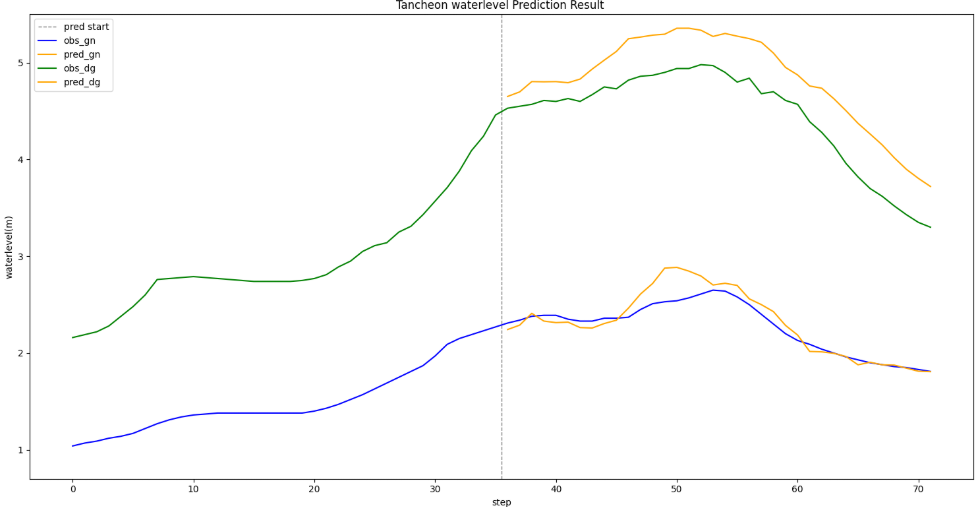 Tancheon waterlevel Prediction Result
pred start
obs_gn
pred_gn
obs_dg
pred_dg
5
4
3
2
1
waterlevel(m)
0 10 20 30 40 50 60 70
step